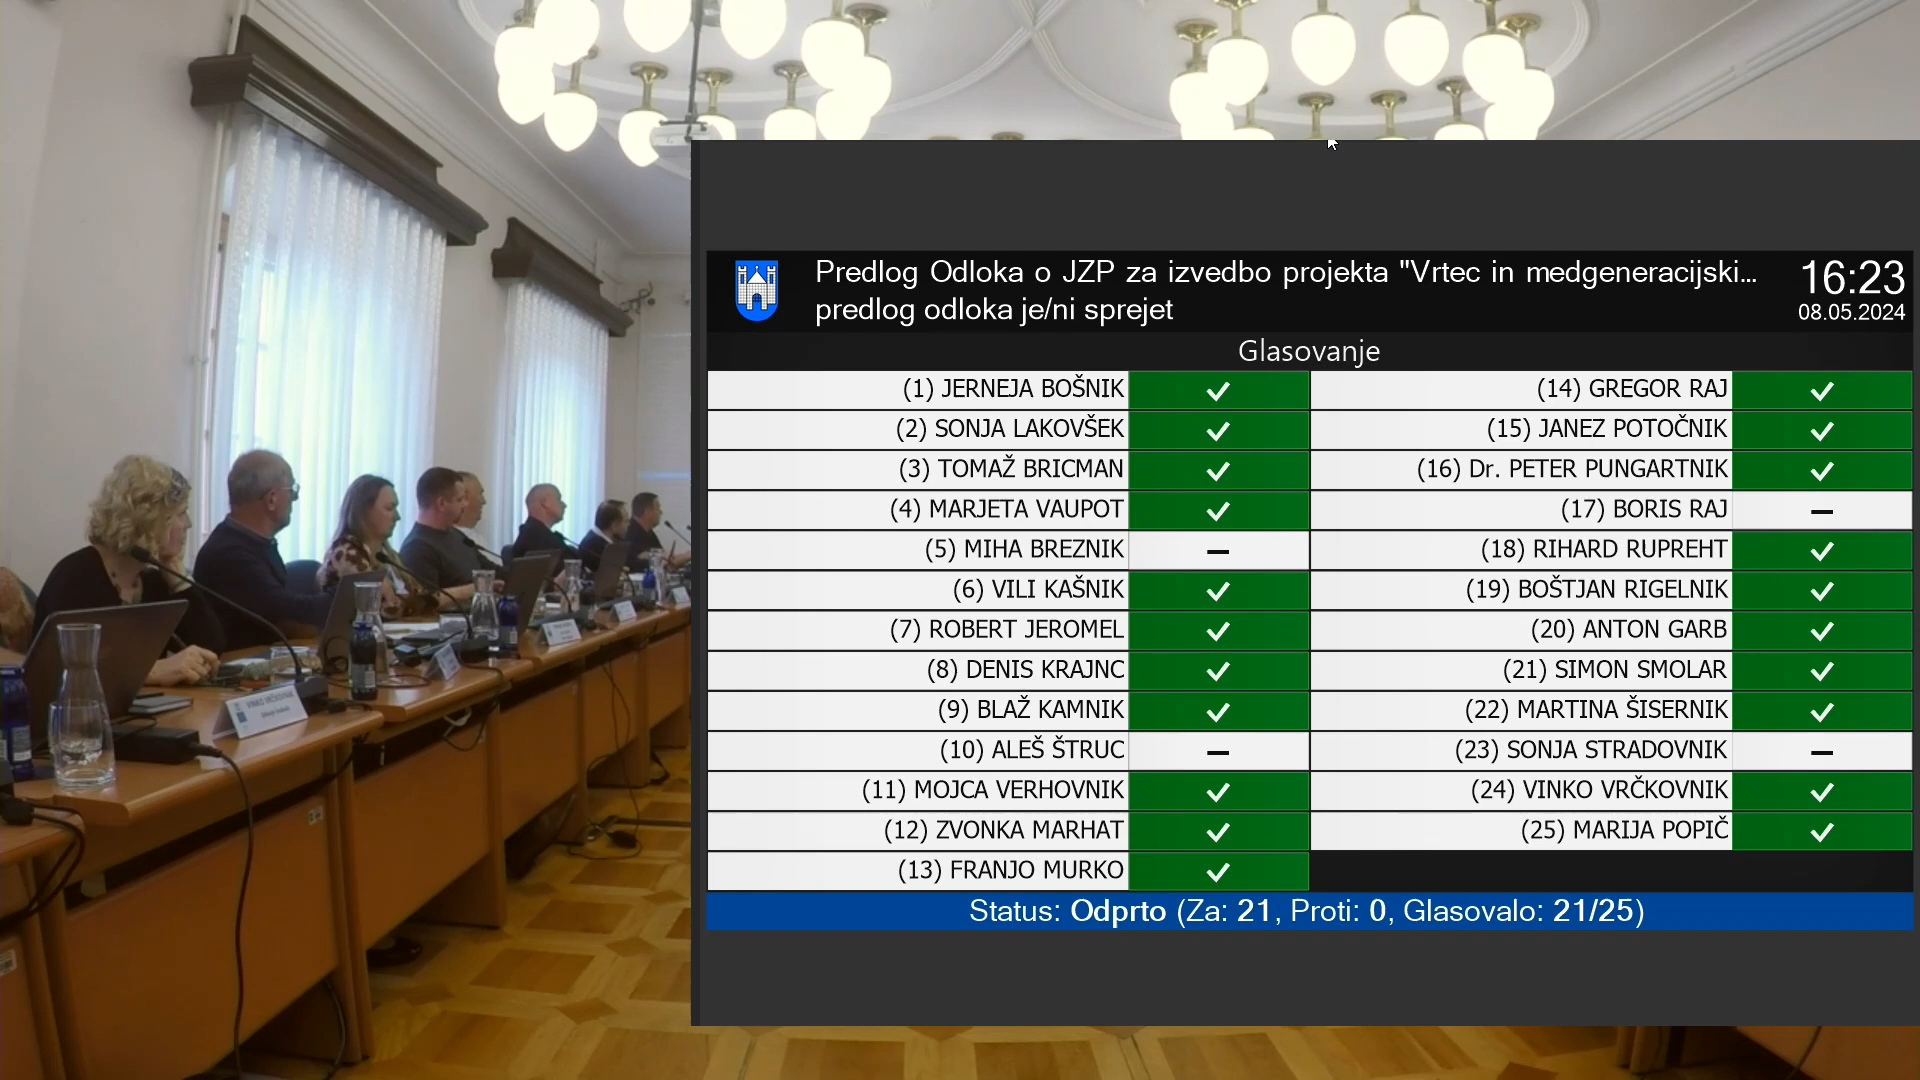 Predlog Odloka o JZP za izvedbo projekta "Vrtec in medgeneracijski...
predlog odloka je/ni sprejet
16:23
08.05.2024
Glasovanje
(1) JERNEJA BOŠNIK
(2) SONJA LAKOVŠEK
(3) TOMAŽ BRICMAN
(4) MARJETA VAUPOT
(5) MIHA BREZNIK
(6) VILI KAŠNIK
(7) ROBERT JEROMEL
(8) DENIS KRAJNC
(9) BLAŽ KAMNIK
(10) ALEŠ ŠTRUC
(11) MOJCA VERHOVNIK
(12) ZVONKA MARHAT
(13) FRANJO MURKO
(14) GREGOR RAJ
(15) JANEZ POTOČNIK
(16) Dr. PETER PUNGARTNIK
(17) BORIS RAJ
(18) RIHARD RUPREHT
(19) BOŠTJAN RIGELNIK
(20) ANTON GARB
(21) SIMON SMOLAR
(22) MARTINA ŠISERNIK
(23) SONJA STRADOVNIK
(24) VINKO VRČKOVNIK
(25) MARIJA POPIČ
Status: Odprto (Za: 21, Proti: 0, Glasovalo: 21/25)
VINKO VRČKOVNIK